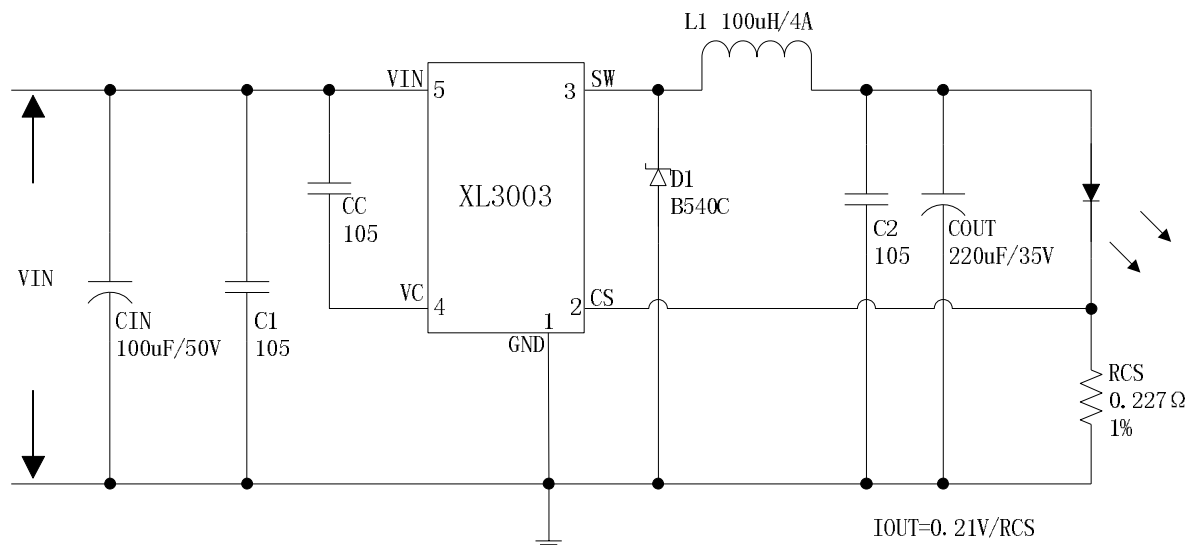 L1 100uH/4A
VIN
5
3
SW
XL3003
CC
105
D1
B540C
C2
105
COUT
220uF/35V
VIN
VC
4
2
CS
1
GND
CIN
100uF/50V
C1
105
RCS
0.227Ω
1%
IOUT=0.21V/RCS